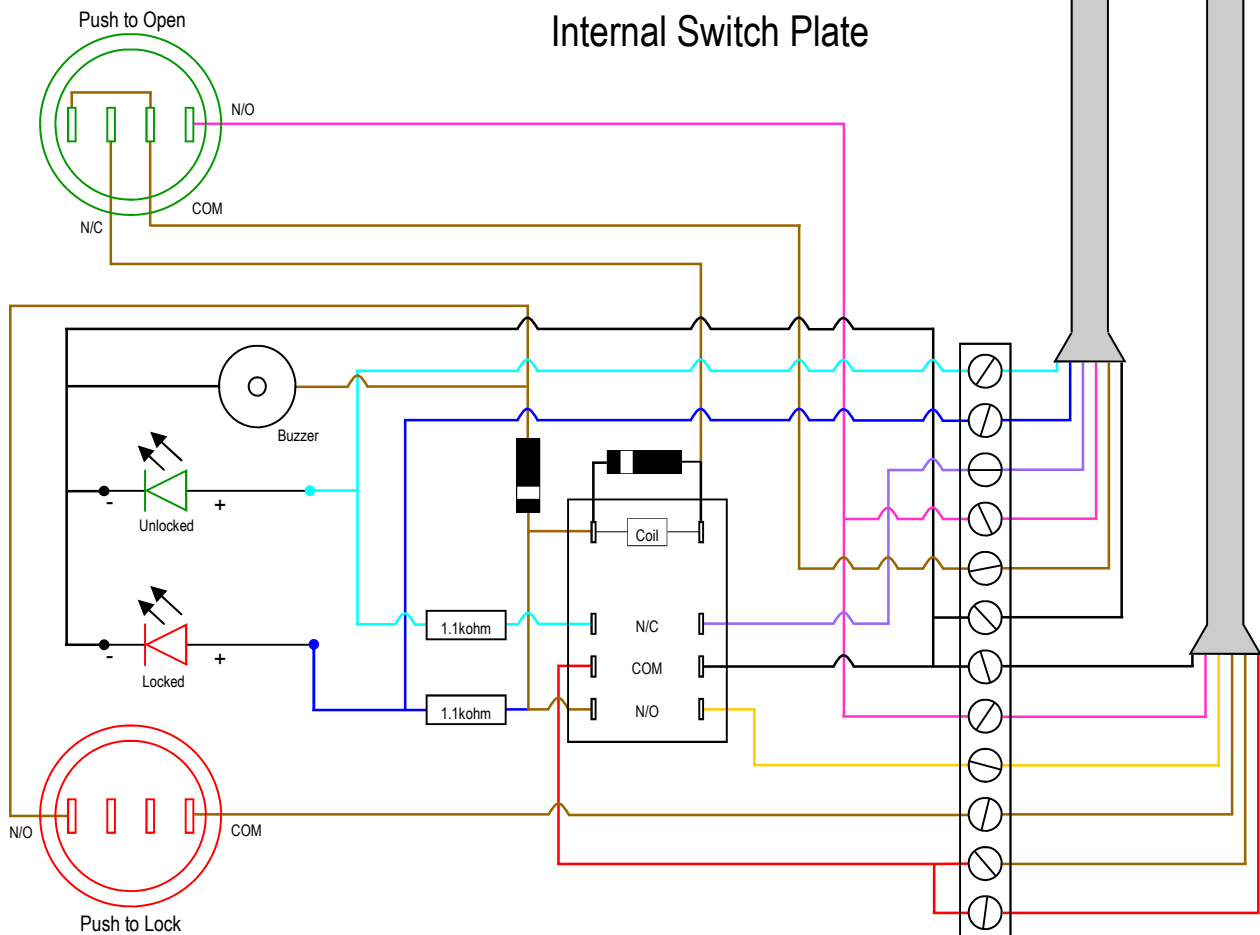 Internal Switch Plate
Push to Open
N/O
COM
N/C
Buzzer
-
+
Unlocked
Coil
1.1kohm
N/C
-
+
COM
Locked
1.1kohm
N/O
N/O
COM
Push to Lock